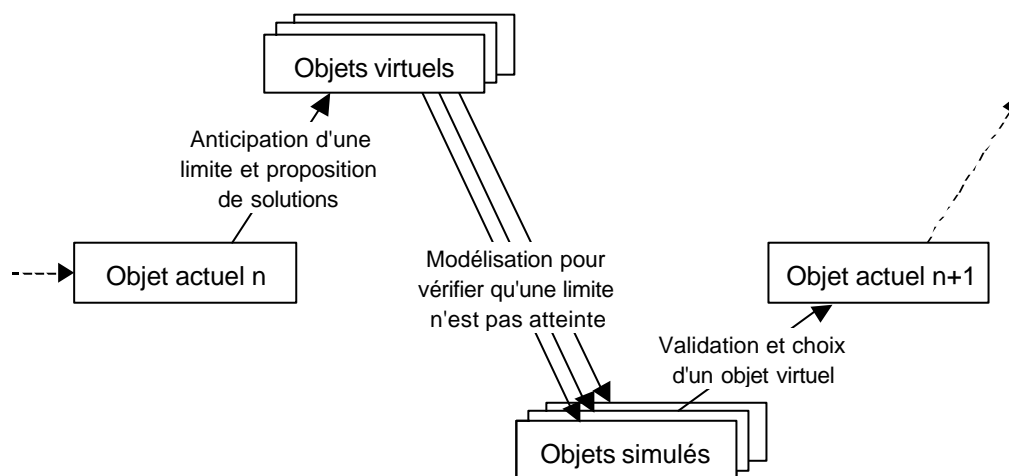 Objets virtuels
Anticipation d'une
limite et proposition
de solutions
Objet actuel n
Modélisation pour
vérifier qu'une limite
n'est pas atteinte
Objet actuel n+1
Validation et choix
d'un objet virtuel
Objets simulés